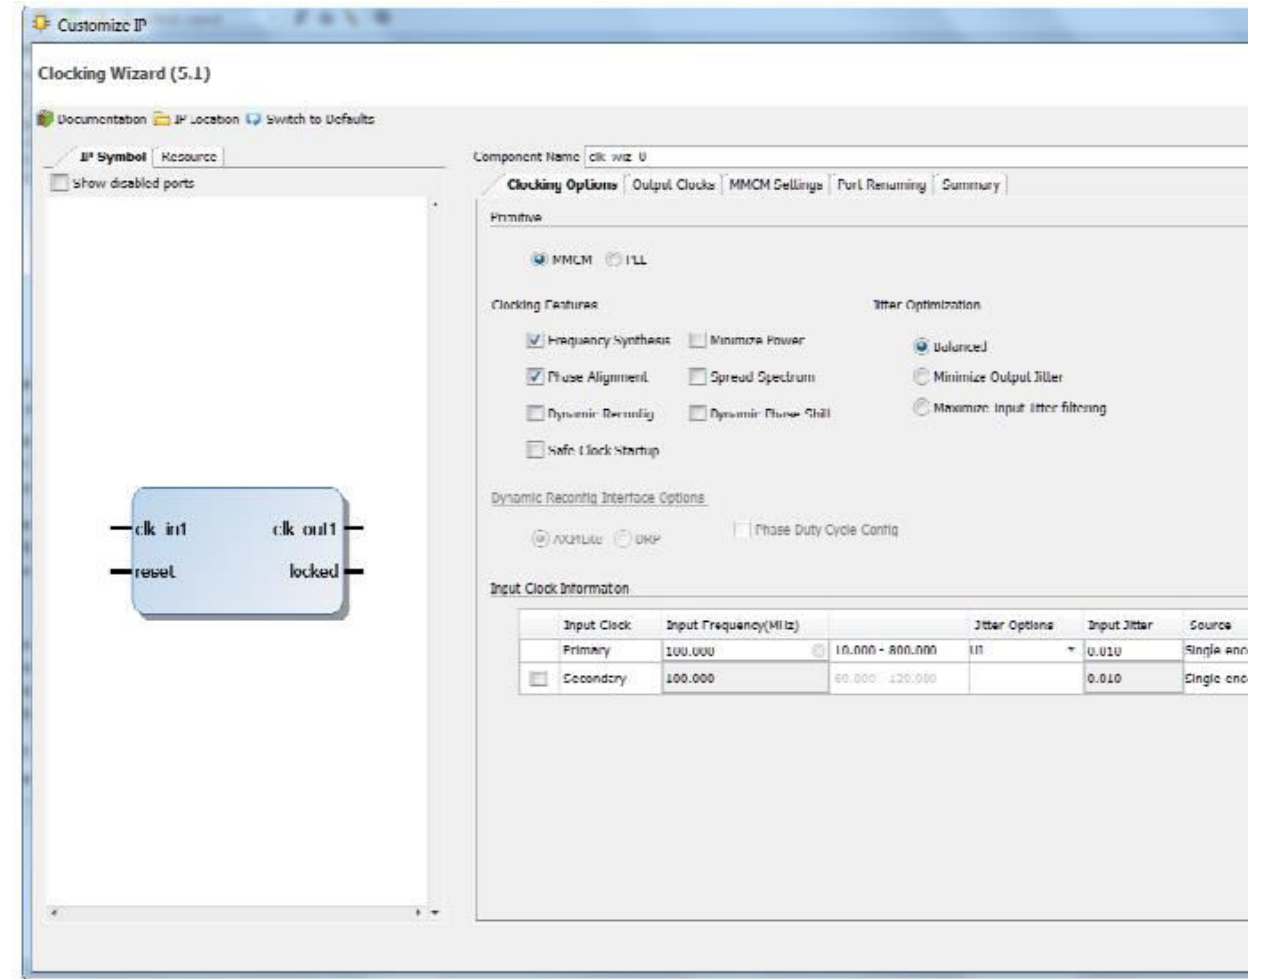 Customize IP
Clocking Wizard (5.1)
Documentation IP Location Switch to Defaults
IP Symbol Resource
Show disabled ports
Component Name clk_wiz_0
Clocking Options Output Clocks MMCM Settings Port Renaming Summary
Primitive
MMCM PLL
Clocking Features
Jitter Optimization
Frequency Synthesis Minimize Power
Balanced
Phase Alignment Spread Spectrum
Minimize Output Jitter
Dynamic Reconfig Dynamic Phase Shift
Maximize Input Jitter filtering
Safe Clock Startup
Dynamic Reconfig Interface Options
AXI4Lite DRP Phase Duty Cycle Config
clk_in1 clk_out1
reset locked
Input Clock Information
Input Clock Input Frequency(MHz) Jitter Options Input Jitter Source
Primary 100.000 10.000 - 800.000 UI 0.010 Single end
Secondary 100.000 60.000 - 120.000 0.010 Single end